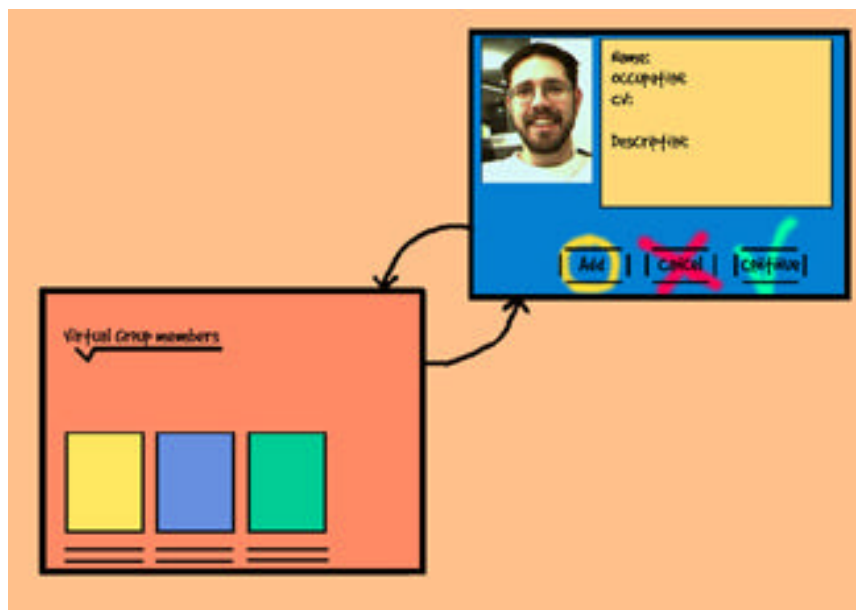 Name:
Occupation:
CV:
Description:
Add
Cancel
Continue
Virtual Group members